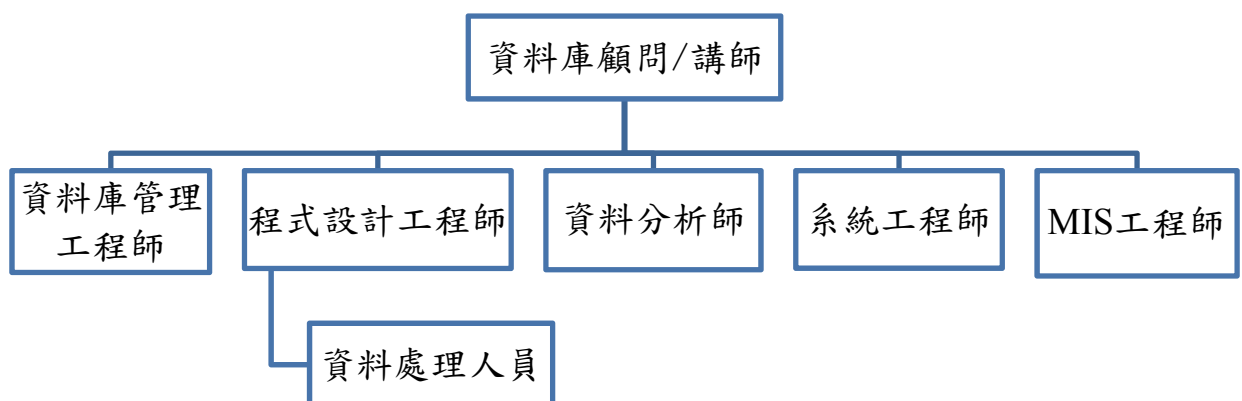 資料庫顧問/講師
資料庫管理
工程師
程式設計工程師
資料分析師
系統工程師
MIS工程師
資料處理人員